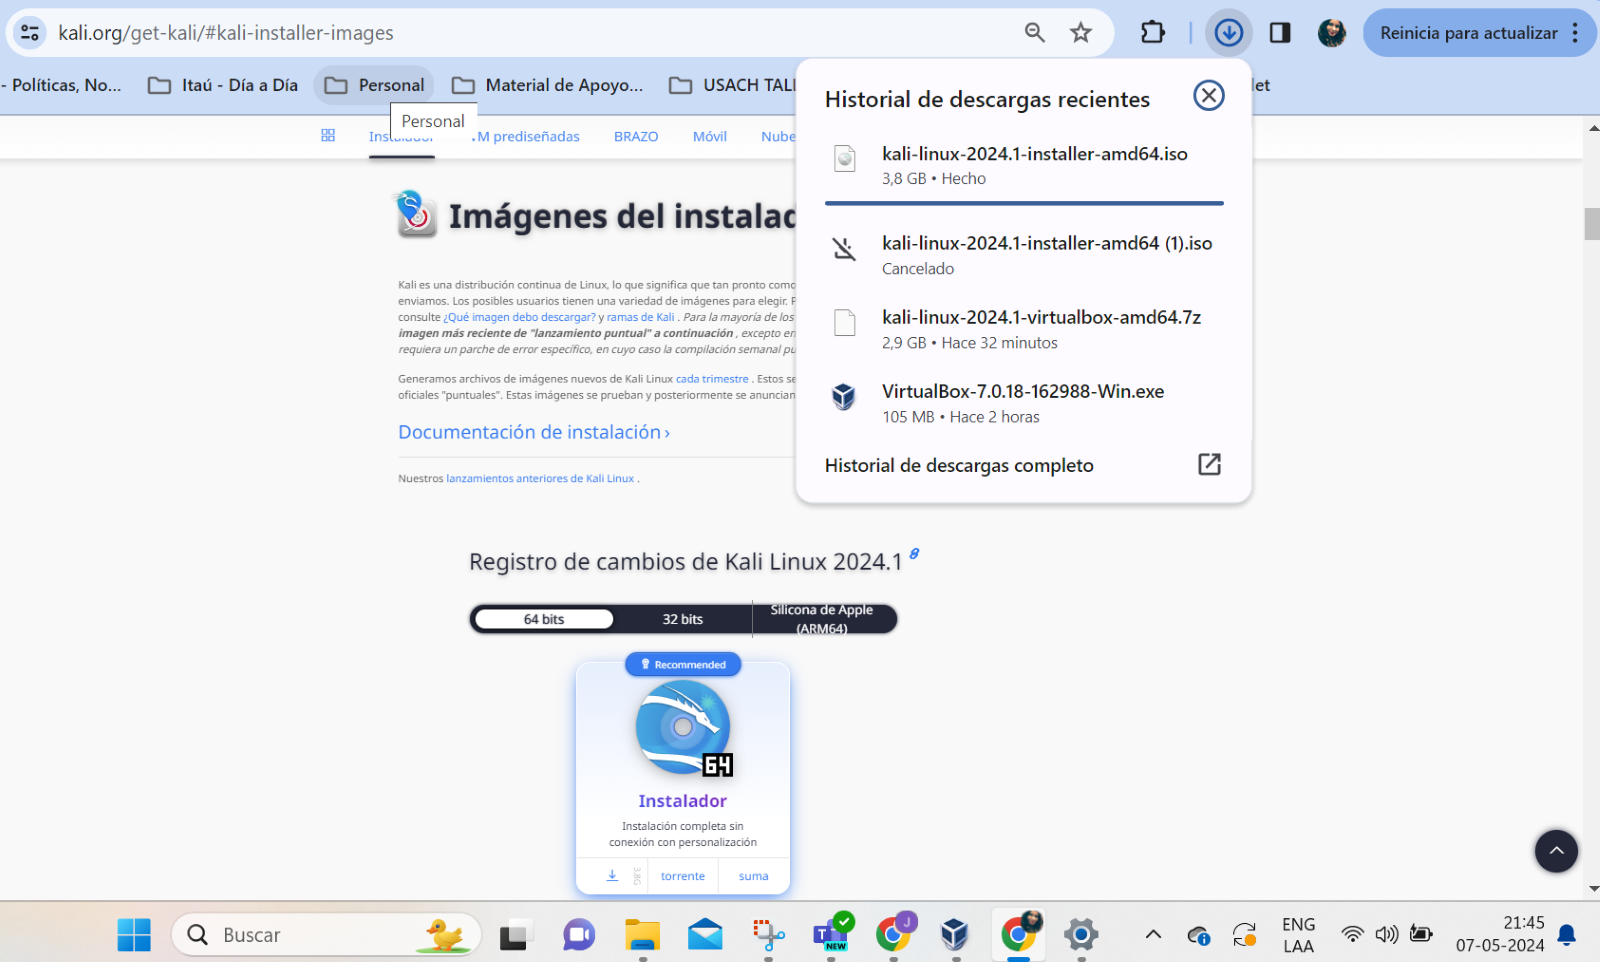 kali.org/get-kali/#kali-installer-images
Reinicia para actualizar
- Políticas, No...
Itaú - Día a Día
Personal
Material de Apoyo...
USACH TAL
let
Personal
VM prediseñadas
BRAZO
Móvil
Nube
Historial de descargas recientes
kali-linux-2024.1-installer-amd64.iso
3,8 GB • Hecho
kali-linux-2024.1-installer-amd64 (1).iso
Cancelado
kali-linux-2024.1-virtualbox-amd64.7z
2,9 GB • Hace 32 minutos
VirtualBox-7.0.18-162988-Win.exe
105 MB • Hace 2 horas
Historial de descargas completo
Imágenes del instalad
Kali es una distribución continua de Linux, lo que significa que tan pronto como
enviamos. Los posibles usuarios tienen una variedad de imágenes para elegir. P
consulte ¿Qué imagen debo descargar? y ramas de Kali . Para la mayoría de los
imagen más reciente de "lanzamiento puntual" a continuación , excepto en
requiera un parche de error específico, en cuyo caso la compilación semanal pu
Generamos archivos de imágenes nuevos de Kali Linux cada trimestre . Estos se
oficiales "puntuales". Estas imágenes se prueban y posteriormente se anuncian
Documentación de instalación ›
Nuestros lanzamientos anteriores de Kali Linux .
Registro de cambios de Kali Linux 2024.1
64 bits
32 bits
Silicona de Apple
(ARM64)
Recommended
64
Instalador
Instalación completa sin
conexión con personalización
3.8G
torrente
suma
Buscar
NEW
J
ENG
LAA
21:45
07-05-2024